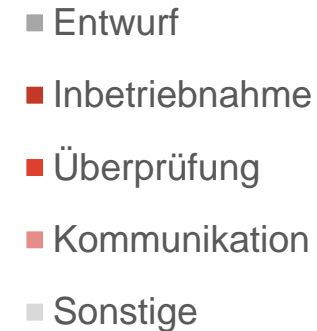 Entwurf
Inbetriebnahme
Überprüfung
Kommunikation
Sonstige